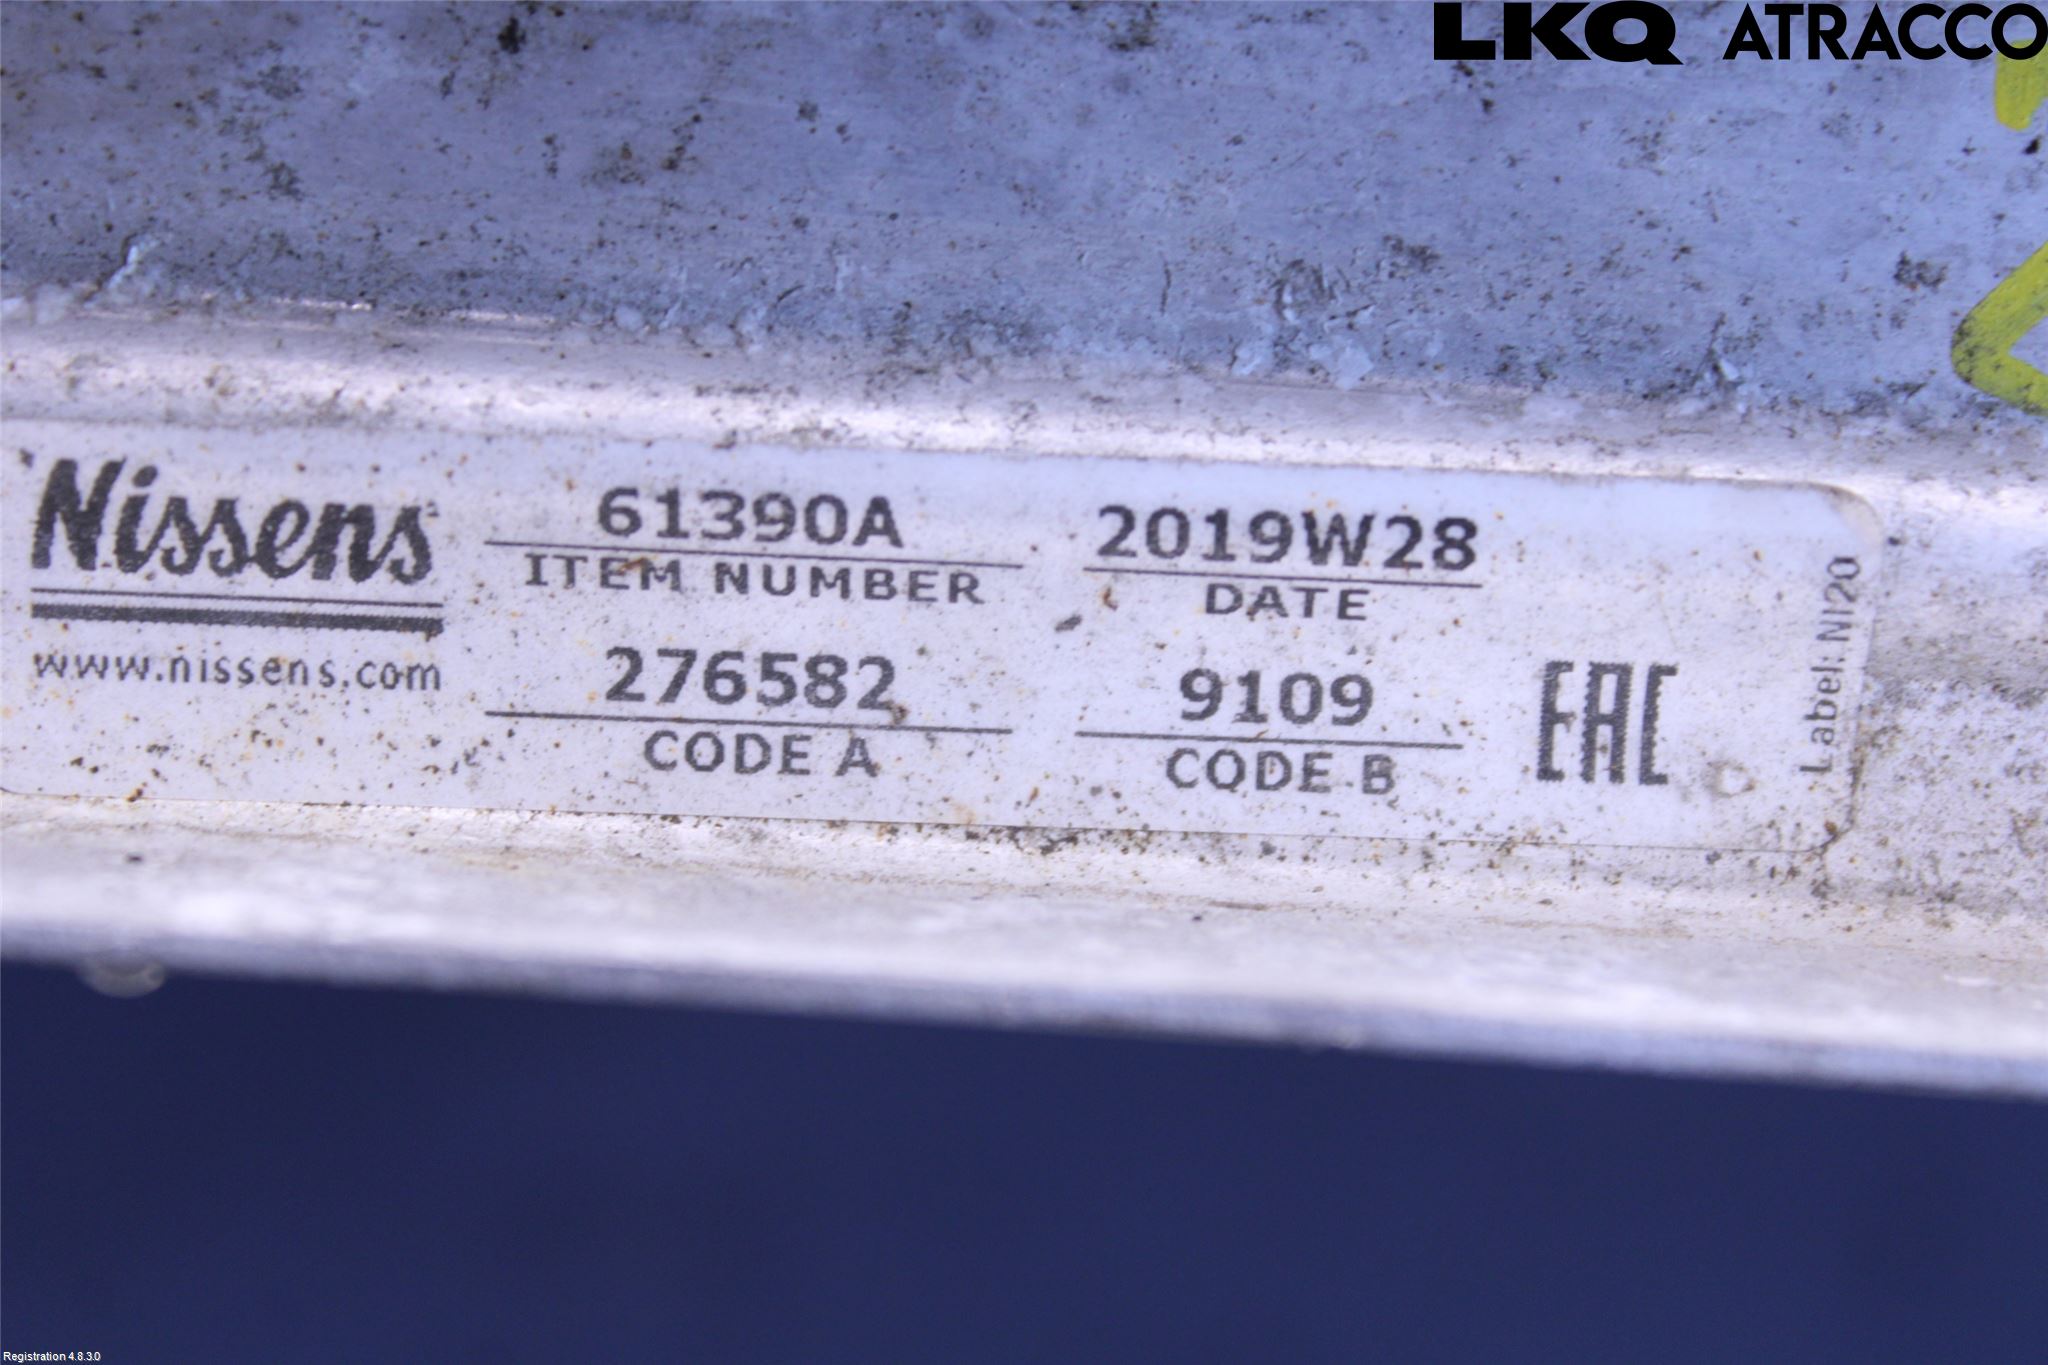 LKQ ATRACCO
Nissens
www.nissens.com
61390A
ITEM NUMBER
2019W28
DATE
276582
CODE A
9109
CODE B
EAC
Label: NI20
Registration 4.8.3.0